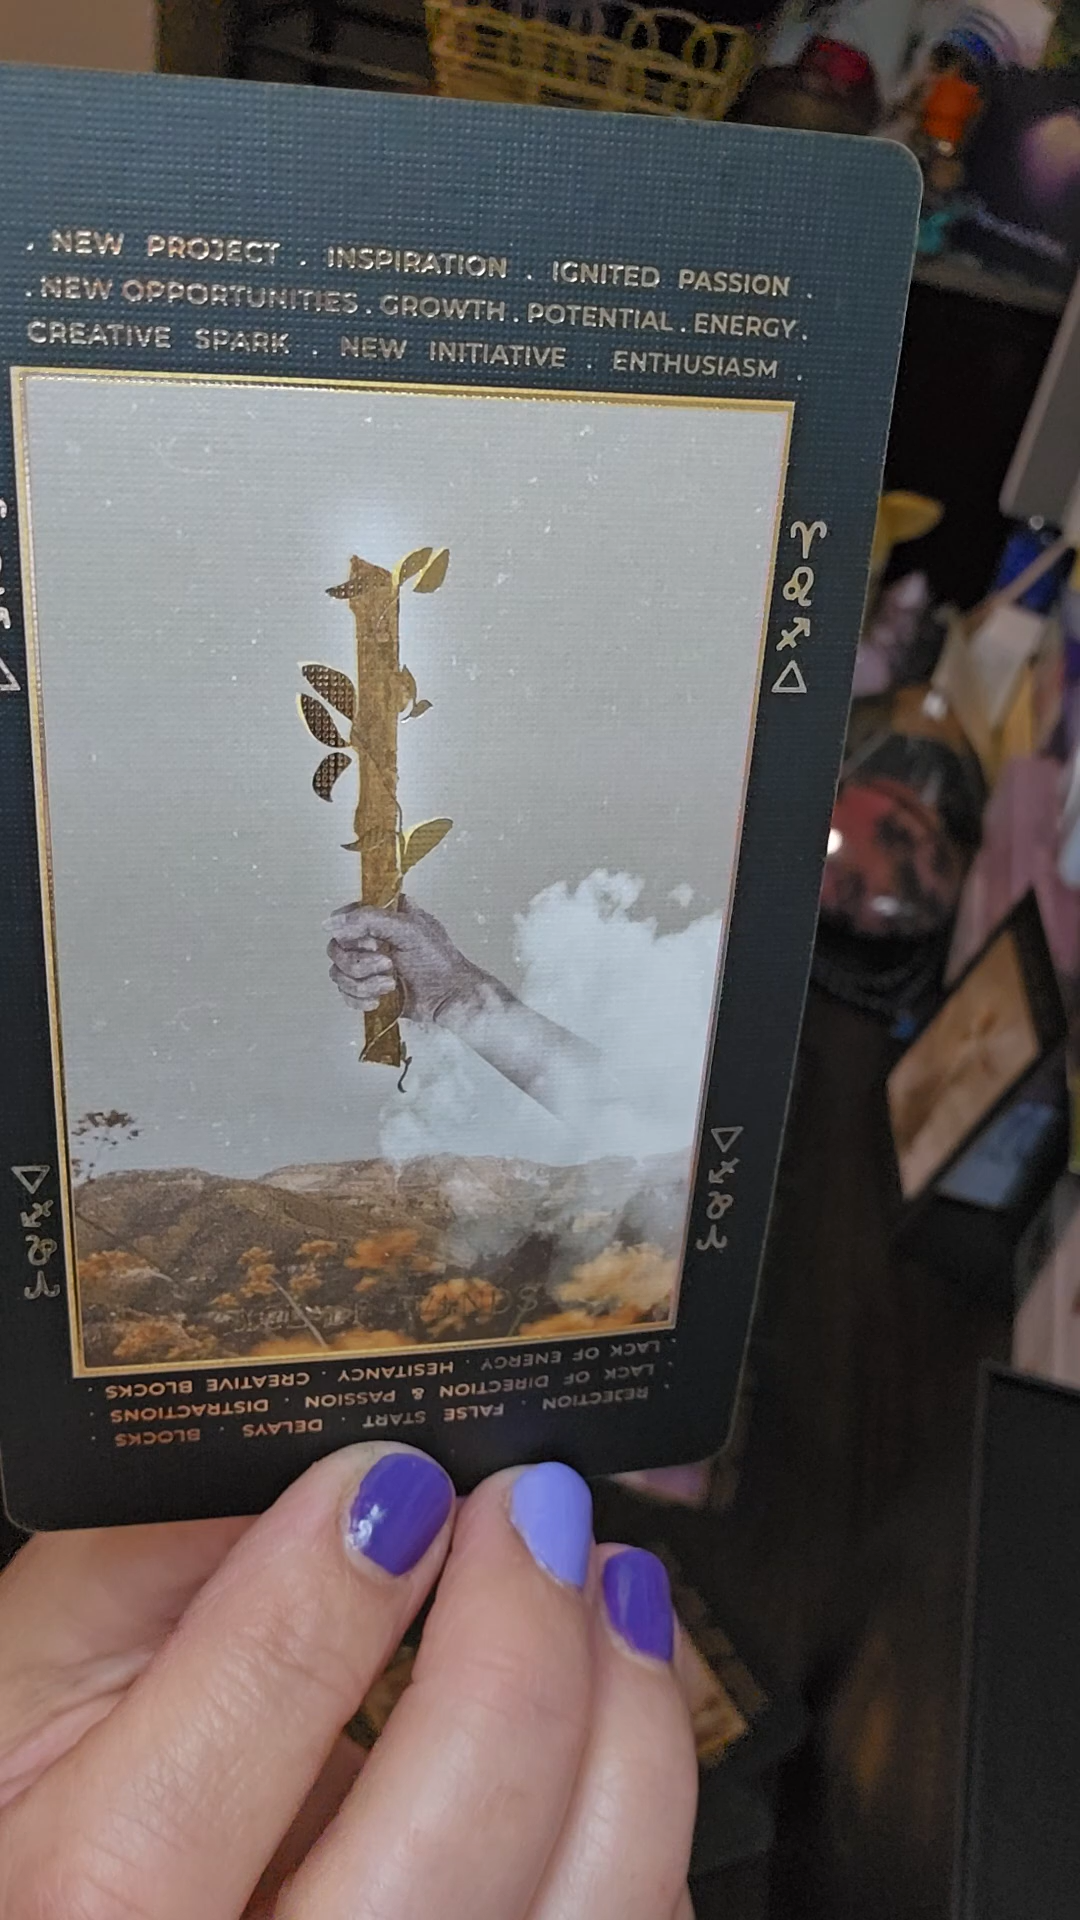 . NEW PROJECT . INSPIRATION . IGNITED PASSION .
. NEW OPPORTUNITIES . GROWTH . POTENTIAL . ENERGY .
CREATIVE SPARK . NEW INITIATIVE . ENTHUSIASM .
♈
♌
♐
△
WANDS
REJECTION · FALSE START · DELAYS · BLOCKS ·
· LACK OF DIRECTION & PASSION · DISTRACTIONS ·
· LACK OF ENERGY · HESITANCY · CREATIVE BLOCKS ·